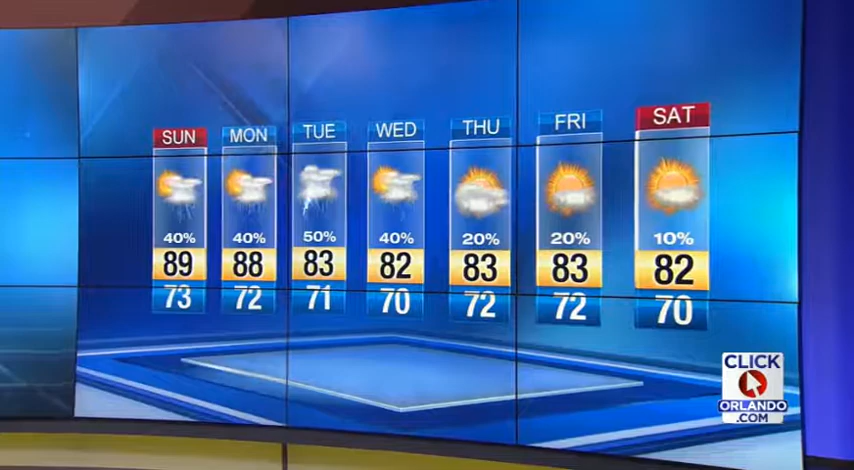 SUN MON TUE WED THU FRI SAT
40% 40% 50% 40% 20% 20% 10%
89 88 83 82 83 83 82
73 72 71 70 72 72 70
CLICK
ORLANDO
.COM